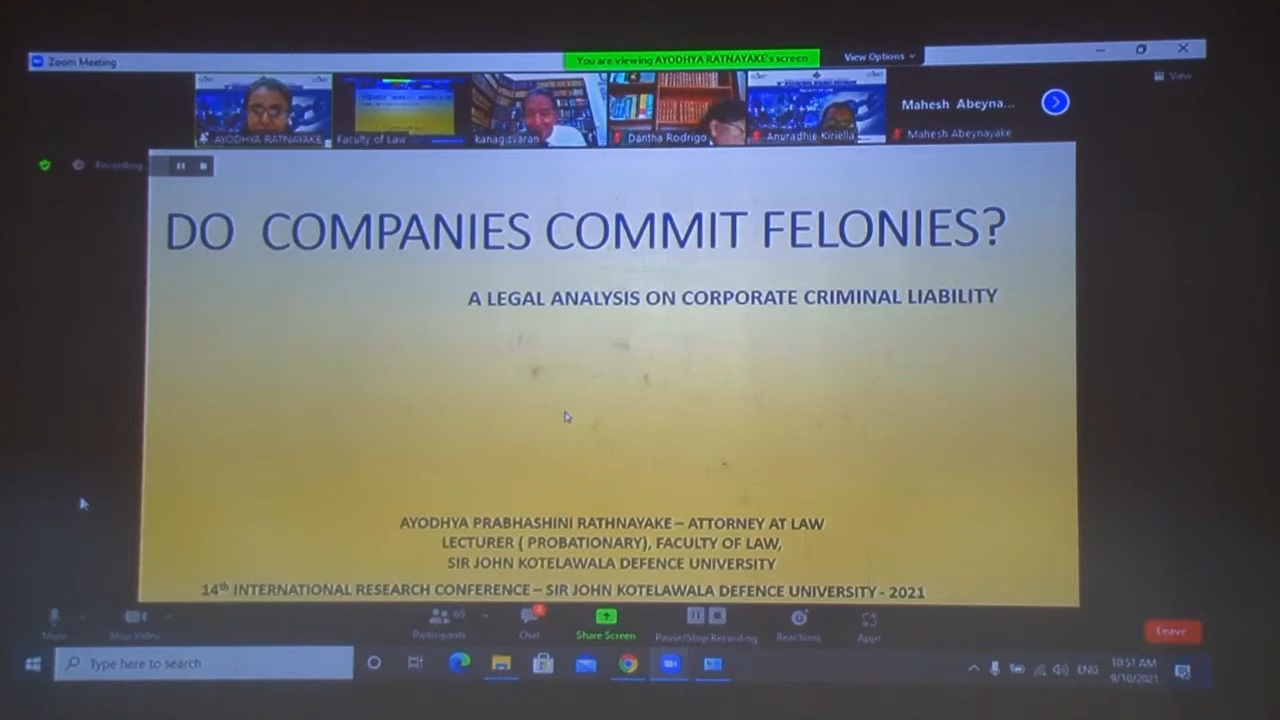 Zoom Meeting
You are viewing AYODHYA RATNAYAKE's screen
View Options
View
AYODHYA RATNAYAKE
Faculty of Law
kanagisvaran
Dantha Rodrigo
Anuradhie Kiriella
Mahesh Abeyna...
Mahesh Abeynayake
Recording
DO COMPANIES COMMIT FELONIES?
A LEGAL ANALYSIS ON CORPORATE CRIMINAL LIABILITY
AYODHYA PRABHASHINI RATHNAYAKE – ATTORNEY AT LAW
LECTURER ( PROBATIONARY), FACULTY OF LAW,
SIR JOHN KOTELAWALA DEFENCE UNIVERSITY
14th INTERNATIONAL RESEARCH CONFERENCE – SIR JOHN KOTELAWALA DEFENCE UNIVERSITY - 2021
Mute
Stop Video
Participants
Chat
Share Screen
Pause/Stop Recording
Reactions
Apps
Leave
Type here to search
ENG
10:51 AM
9/10/2021